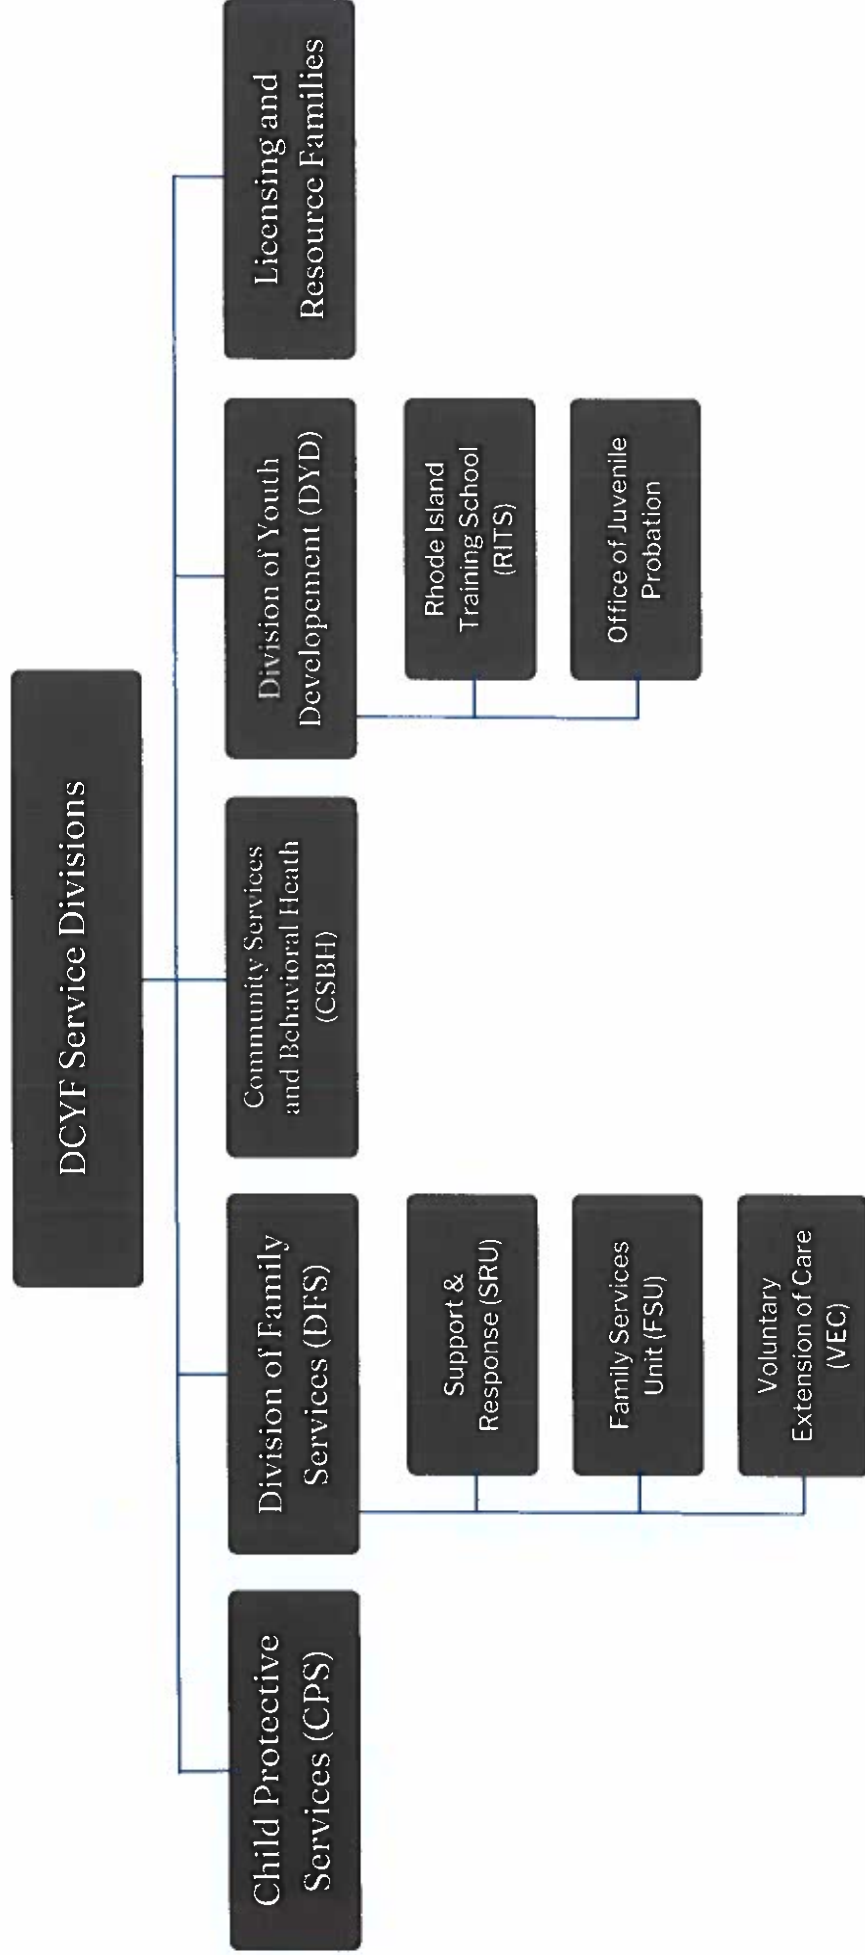 DCYF Service Divisions
Child Protective
Services (CPS)
Division of Family
Services (DFS)
Support &
Response (SRU)
Family Services
Unit (FSU)
Voluntary
Extension of Care
(VEC)
Community Services
and Behavioral Heath
(CSBH)
Division of Youth
Developement (DYD)
Rhode Island
Training School
(RITS)
Office of Juvenile
Probation
Licensing and
Resource Families